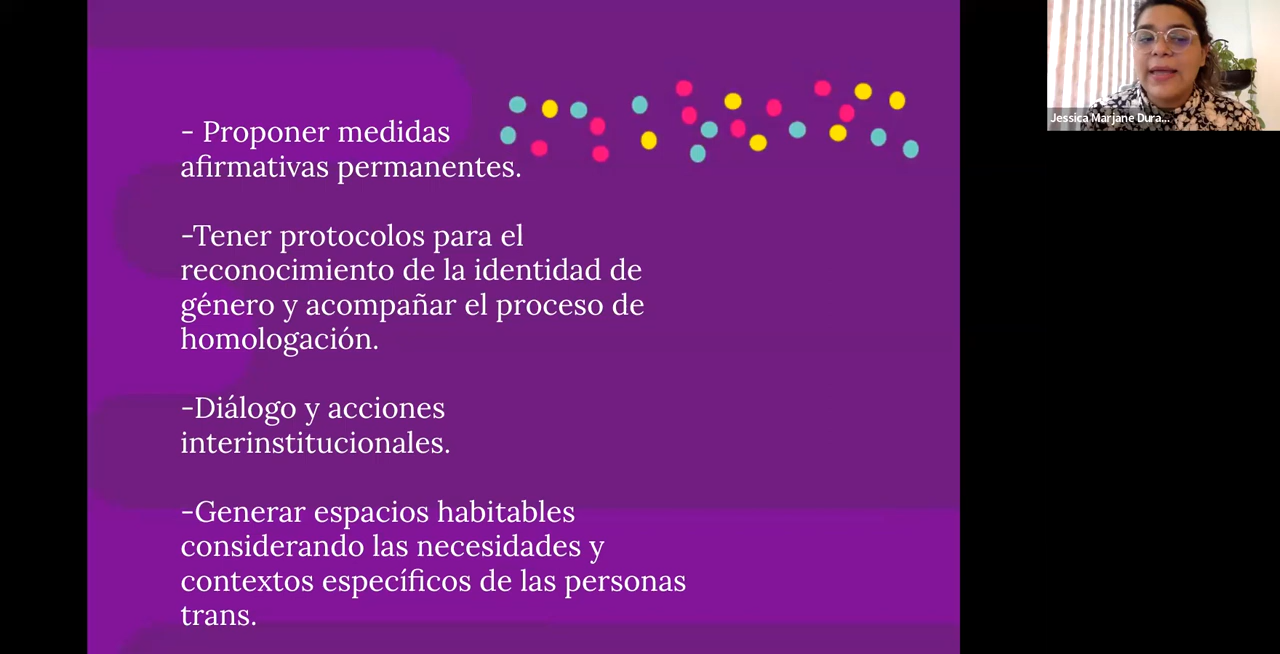 - Proponer medidas
afirmativas permanentes.
-Tener protocolos para el
reconocimiento de la identidad de
género y acompañar el proceso de
homologación.
-Diálogo y acciones
interinstitucionales.
-Generar espacios habitables
considerando las necesidades y
contextos específicos de las personas
trans.
Jessica Marjane Dura...